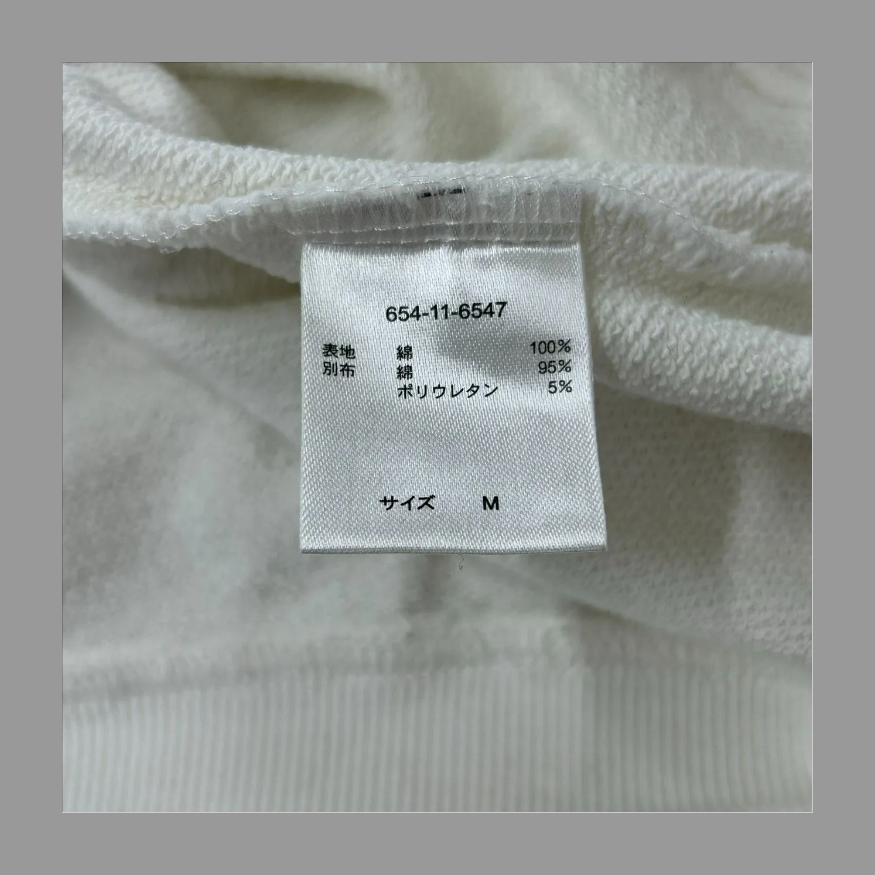 654-11-6547
表地 綿 100%
別布 綿 95%
ポリウレタン 5%
サイズ M